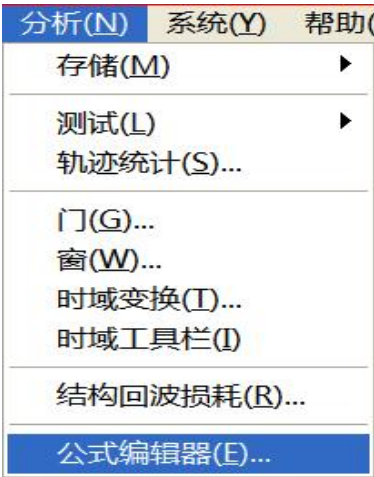 分析(N) 系统(Y) 帮助(
存储(M)
测试(L)
轨迹统计(S)...
门(G)...
窗(W)...
时域变换(T)...
时域工具栏(I)
结构回波损耗(R)...
公式编辑器(E)...